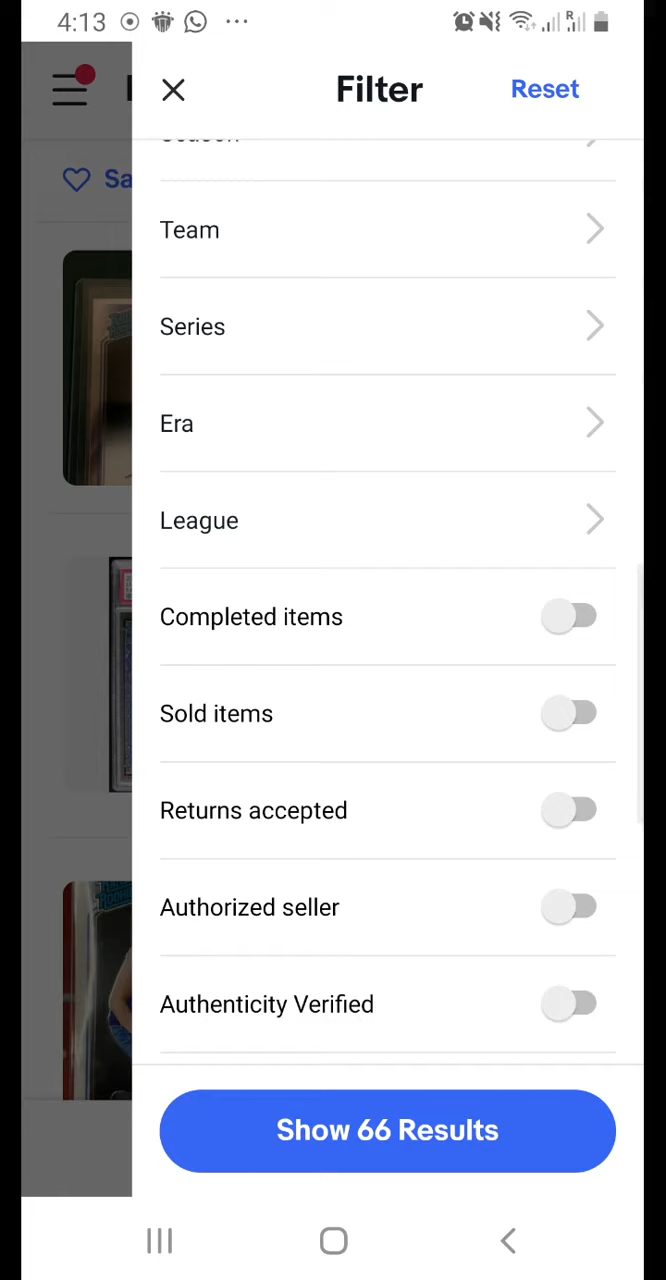 4:13
Filter
Reset
Sa
Team
Series
Era
League
Completed items
Sold items
Returns accepted
Authorized seller
Authenticity Verified
Show 66 Results